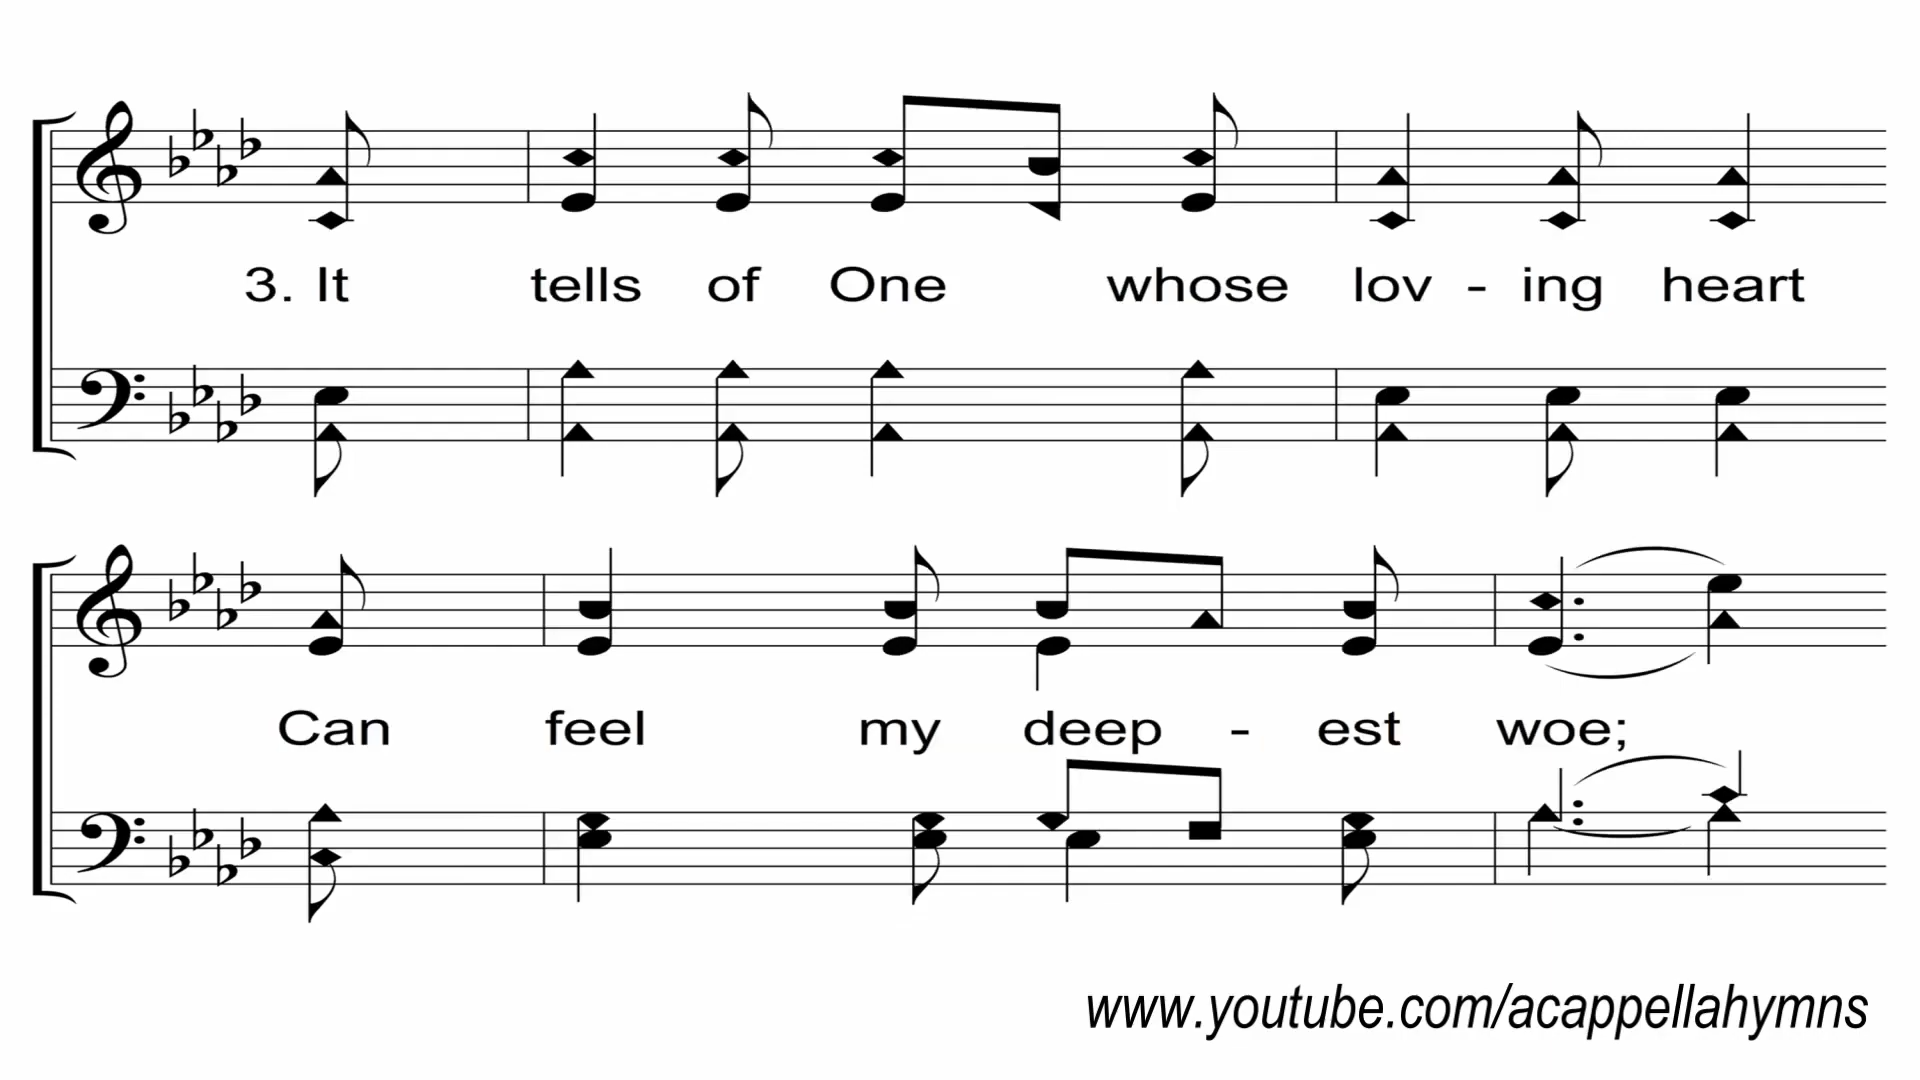 3. It tells of One whose lov - ing heart
Can feel my deep - est woe;
www.youtube.com/acappellahymns